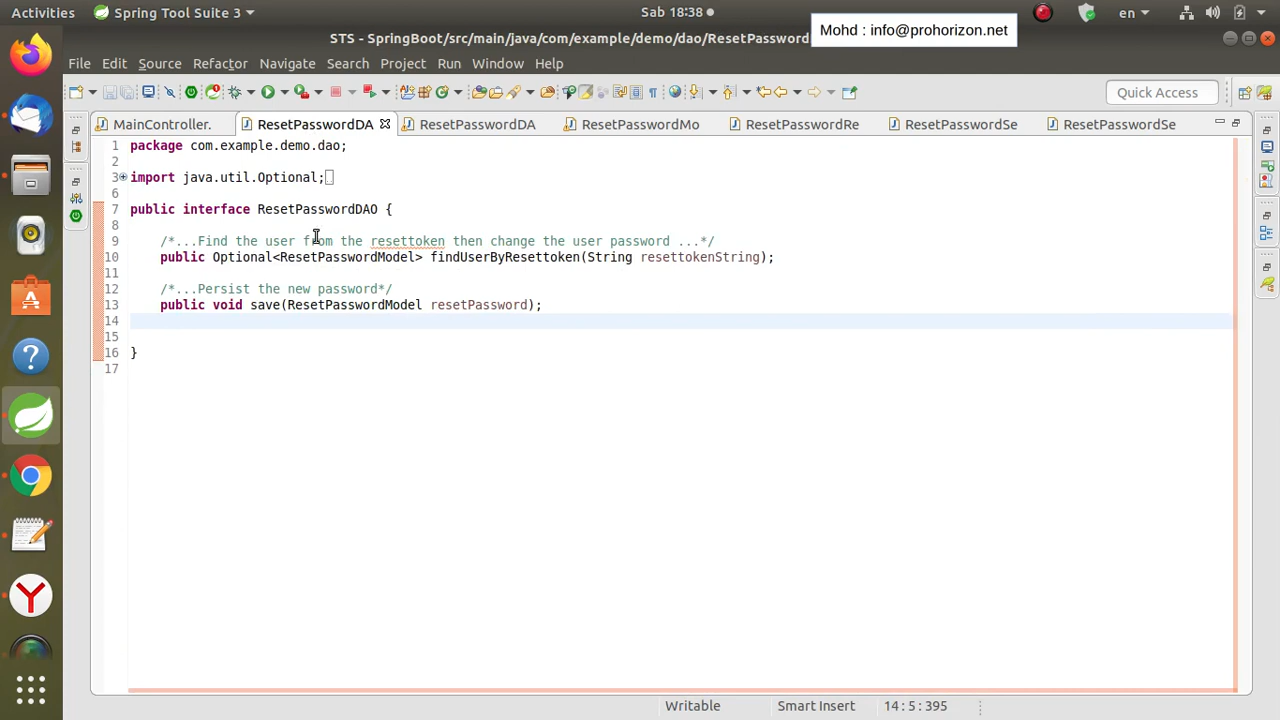 Activities
Spring Tool Suite 3
Sab 18:38
en
Mohd : info@prohorizon.net
STS - SpringBoot/src/main/java/com/example/demo/dao/ResetPassword
File Edit Source Refactor Navigate Search Project Run Window Help
Quick Access
MainController.
ResetPasswordDA
ResetPasswordDA
ResetPasswordMo
ResetPasswordRe
ResetPasswordSe
ResetPasswordSe
1 package com.example.demo.dao;
2
3 import java.util.Optional;
6
7 public interface ResetPasswordDAO {
8
9 /*...Find the user from the resettoken then change the user password ...*/
10 public Optional<ResetPasswordModel> findUserByResettoken(String resettokenString);
11
12 /*...Persist the new password*/
13 public void save(ResetPasswordModel resetPassword);
14
15
16 }
17
Writable
Smart Insert
14 : 5 : 395